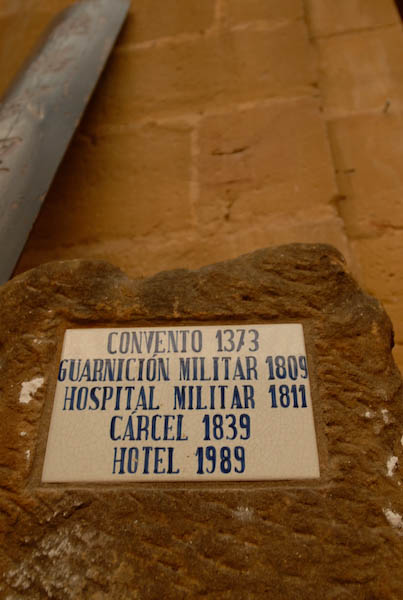 CONVENTO 1373
GUARNICIÓN MILITAR 1809
HOSPITAL MILITAR 1811
CÁRCEL 1839
HOTEL 1989